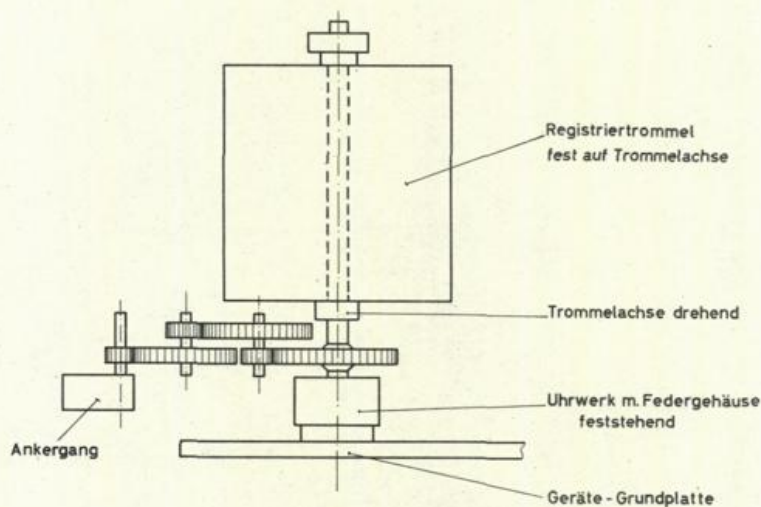 Registriertrommel
fest auf Trommelachse
Trommelachse drehend
Uhrwerk m. Federgehäuse
feststehend
Ankergang
Geräte-Grundplatte